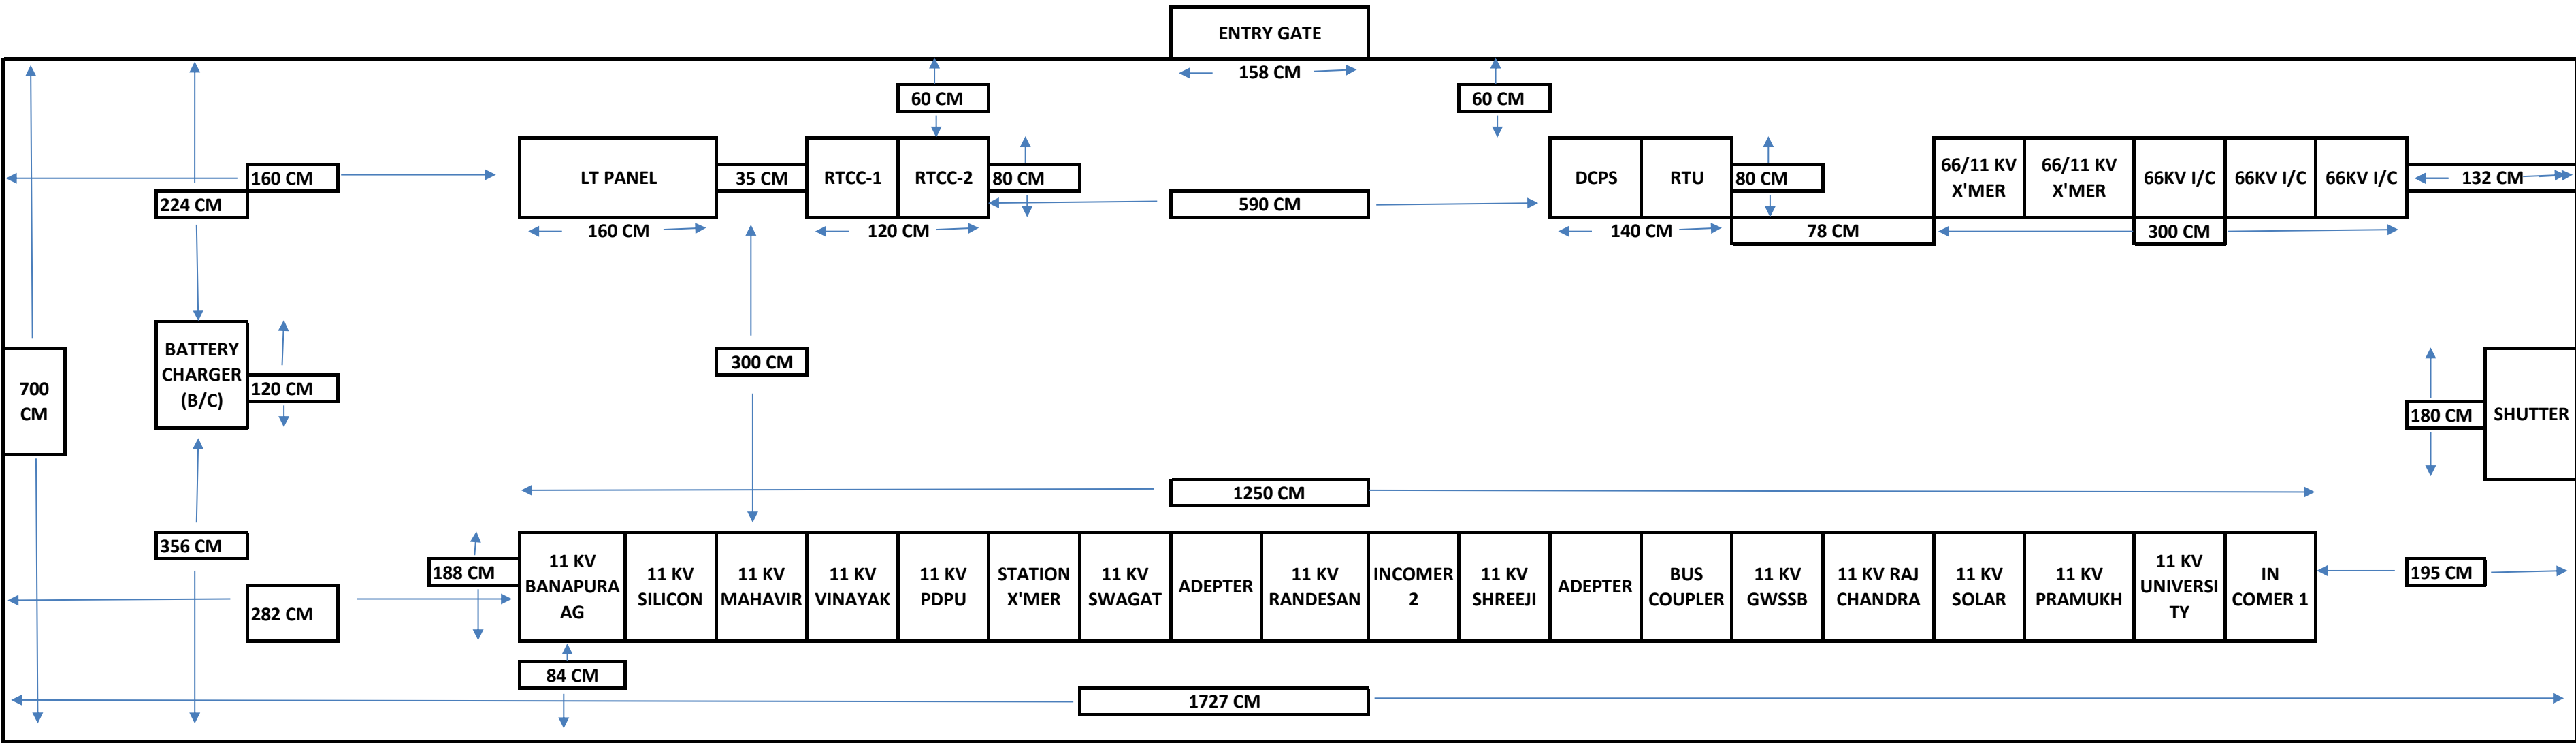 ENTRY GATE
158 CM
60 CM
60 CM
160 CM
224 CM
LT PANEL
35 CM
RTCC-1
RTCC-2
80 CM
590 CM
DCPS
RTU
80 CM
66/11 KV
X'MER
66/11 KV
X'MER
66KV I/C
66KV I/C
66KV I/C
132 CM
160 CM
120 CM
140 CM
78 CM
300 CM
BATTERY
CHARGER
(B/C)
120 CM
700
CM
300 CM
180 CM
SHUTTER
1250 CM
356 CM
188 CM
282 CM
11 KV
BANAPURA
AG
11 KV
SILICON
11 KV
MAHAVIR
11 KV
VINAYAK
11 KV
PDPU
STATION
X'MER
11 KV
SWAGAT
ADEPTER
11 KV
RANDESAN
INCOMER
2
11 KV
SHREEJI
ADEPTER
BUS
COUPLER
11 KV
GWSSB
11 KV RAJ
CHANDRA
11 KV
SOLAR
11 KV
PRAMUKH
11 KV
UNIVERSI
TY
IN
COMER 1
195 CM
84 CM
1727 CM